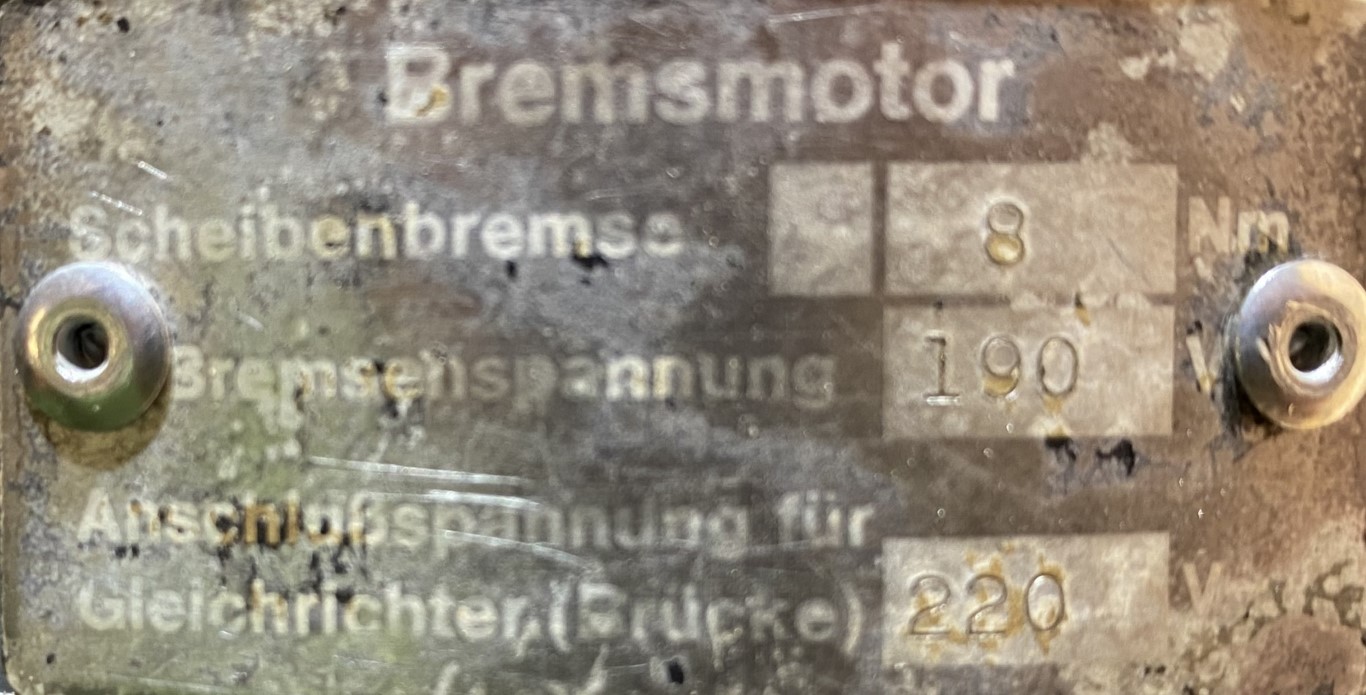 Bremsmotor
Scheibenbremse 8 Nm
Bremsenspannung 190 V
Anschlußspannung für
Gleichrichter (Brücke) 220 V